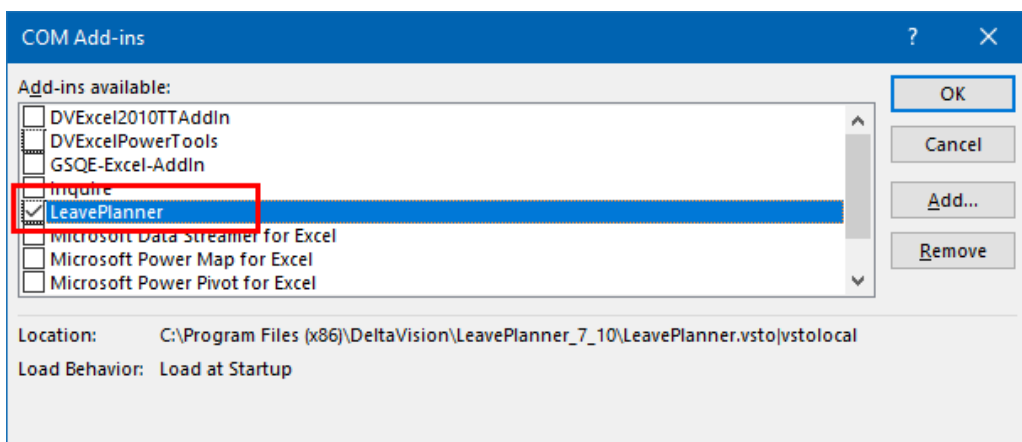 COM Add-ins
Add-ins available:
DVExcel2010TTAddIn
DVExcelPowerTools
GSQE-Excel-AddIn
Inquire
LeavePlanner
Microsoft Data Streamer for Excel
Microsoft Power Map for Excel
Microsoft Power Pivot for Excel
OK
Cancel
Add...
Remove
Location: C:\Program Files (x86)\DeltaVision\LeavePlanner_7_10\LeavePlanner.vsto|vstolocal
Load Behavior: Load at Startup